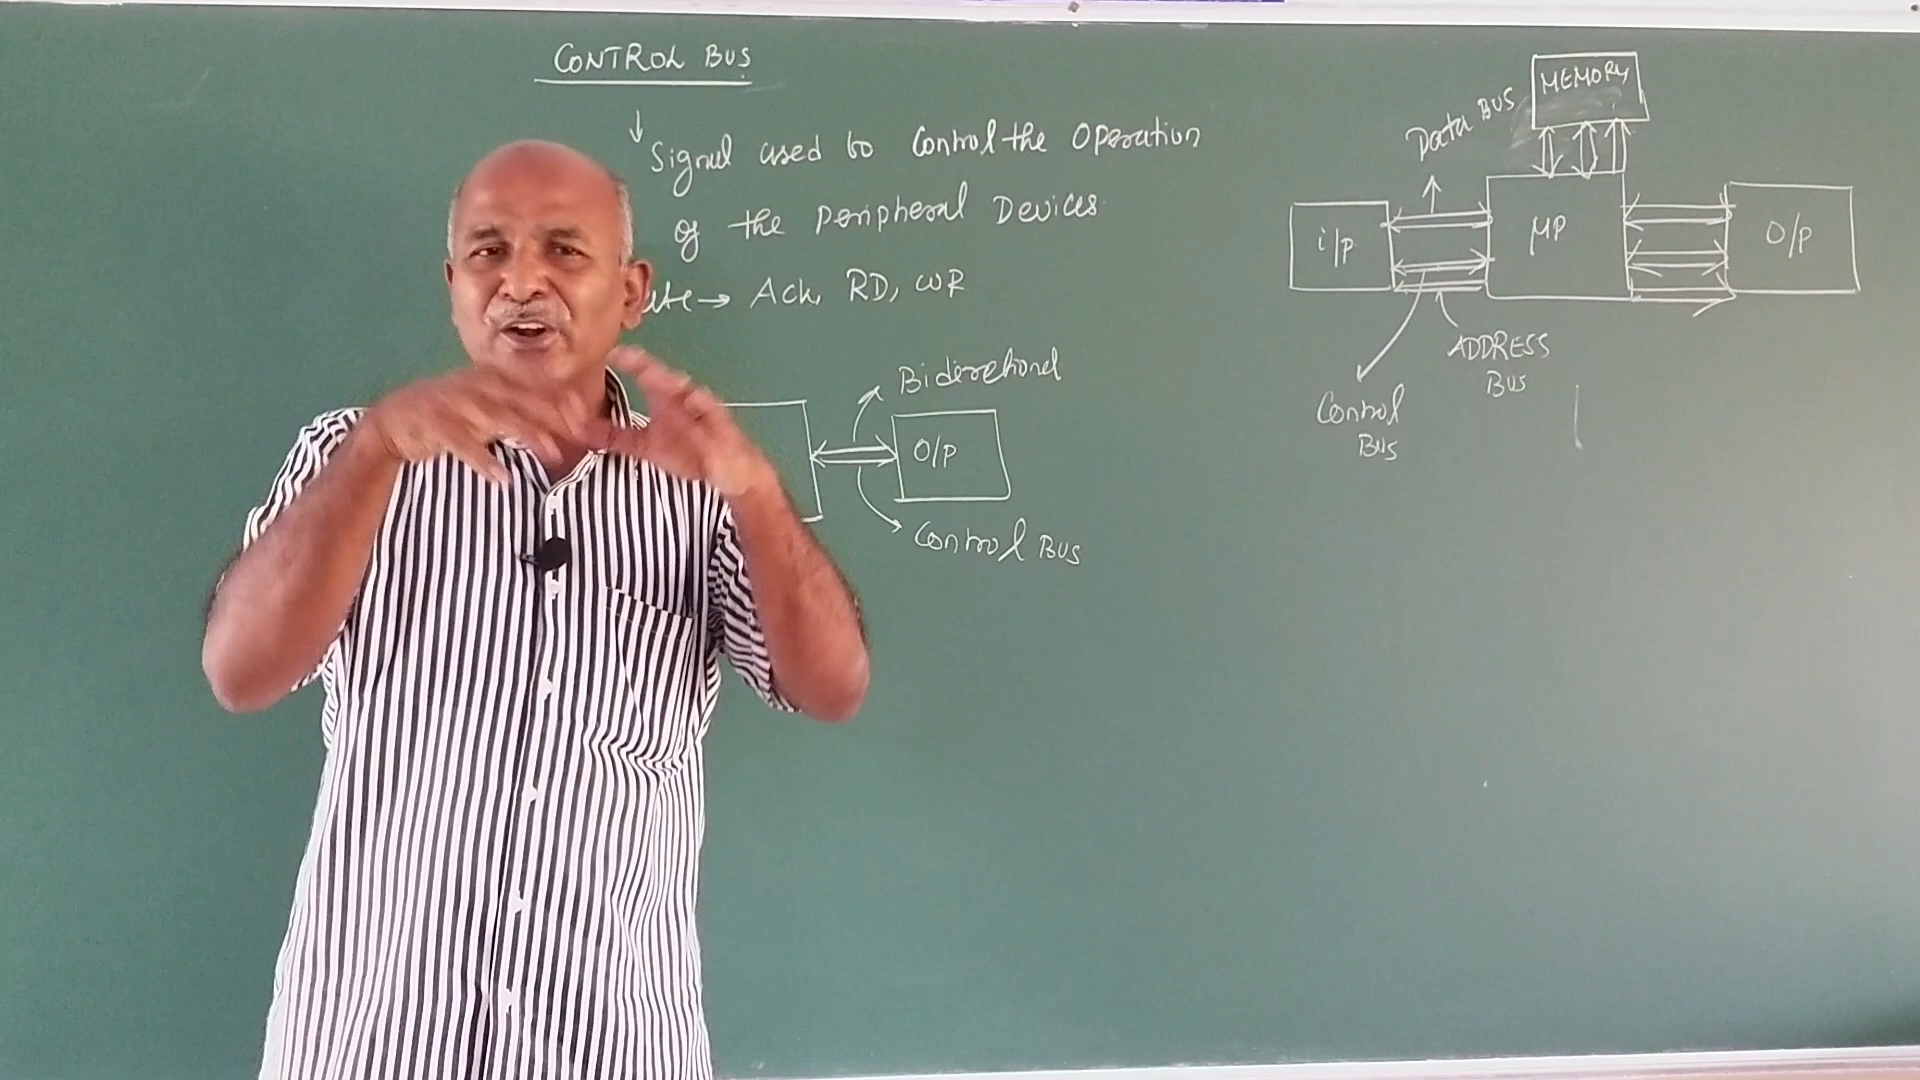 CONTROL BUS
↓ Signal used to Control the Operation
of the Peripheral Devices
→ Ack, RD, WR
Bidirectional
O/P
Control BUS
MEMORY
Data BUS
i/p
μP
O/P
ADDRESS
BUS
Control
BUS